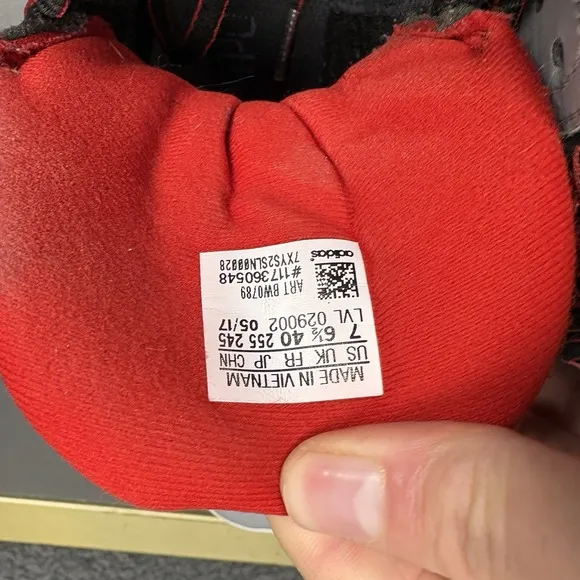 MADE IN VIETNAM
US UK FR JP CHN
7 6½ 40 255 245
LVL 029002 05/17
ART BW0789
#117360548
7XYS2SLN00028
adidas